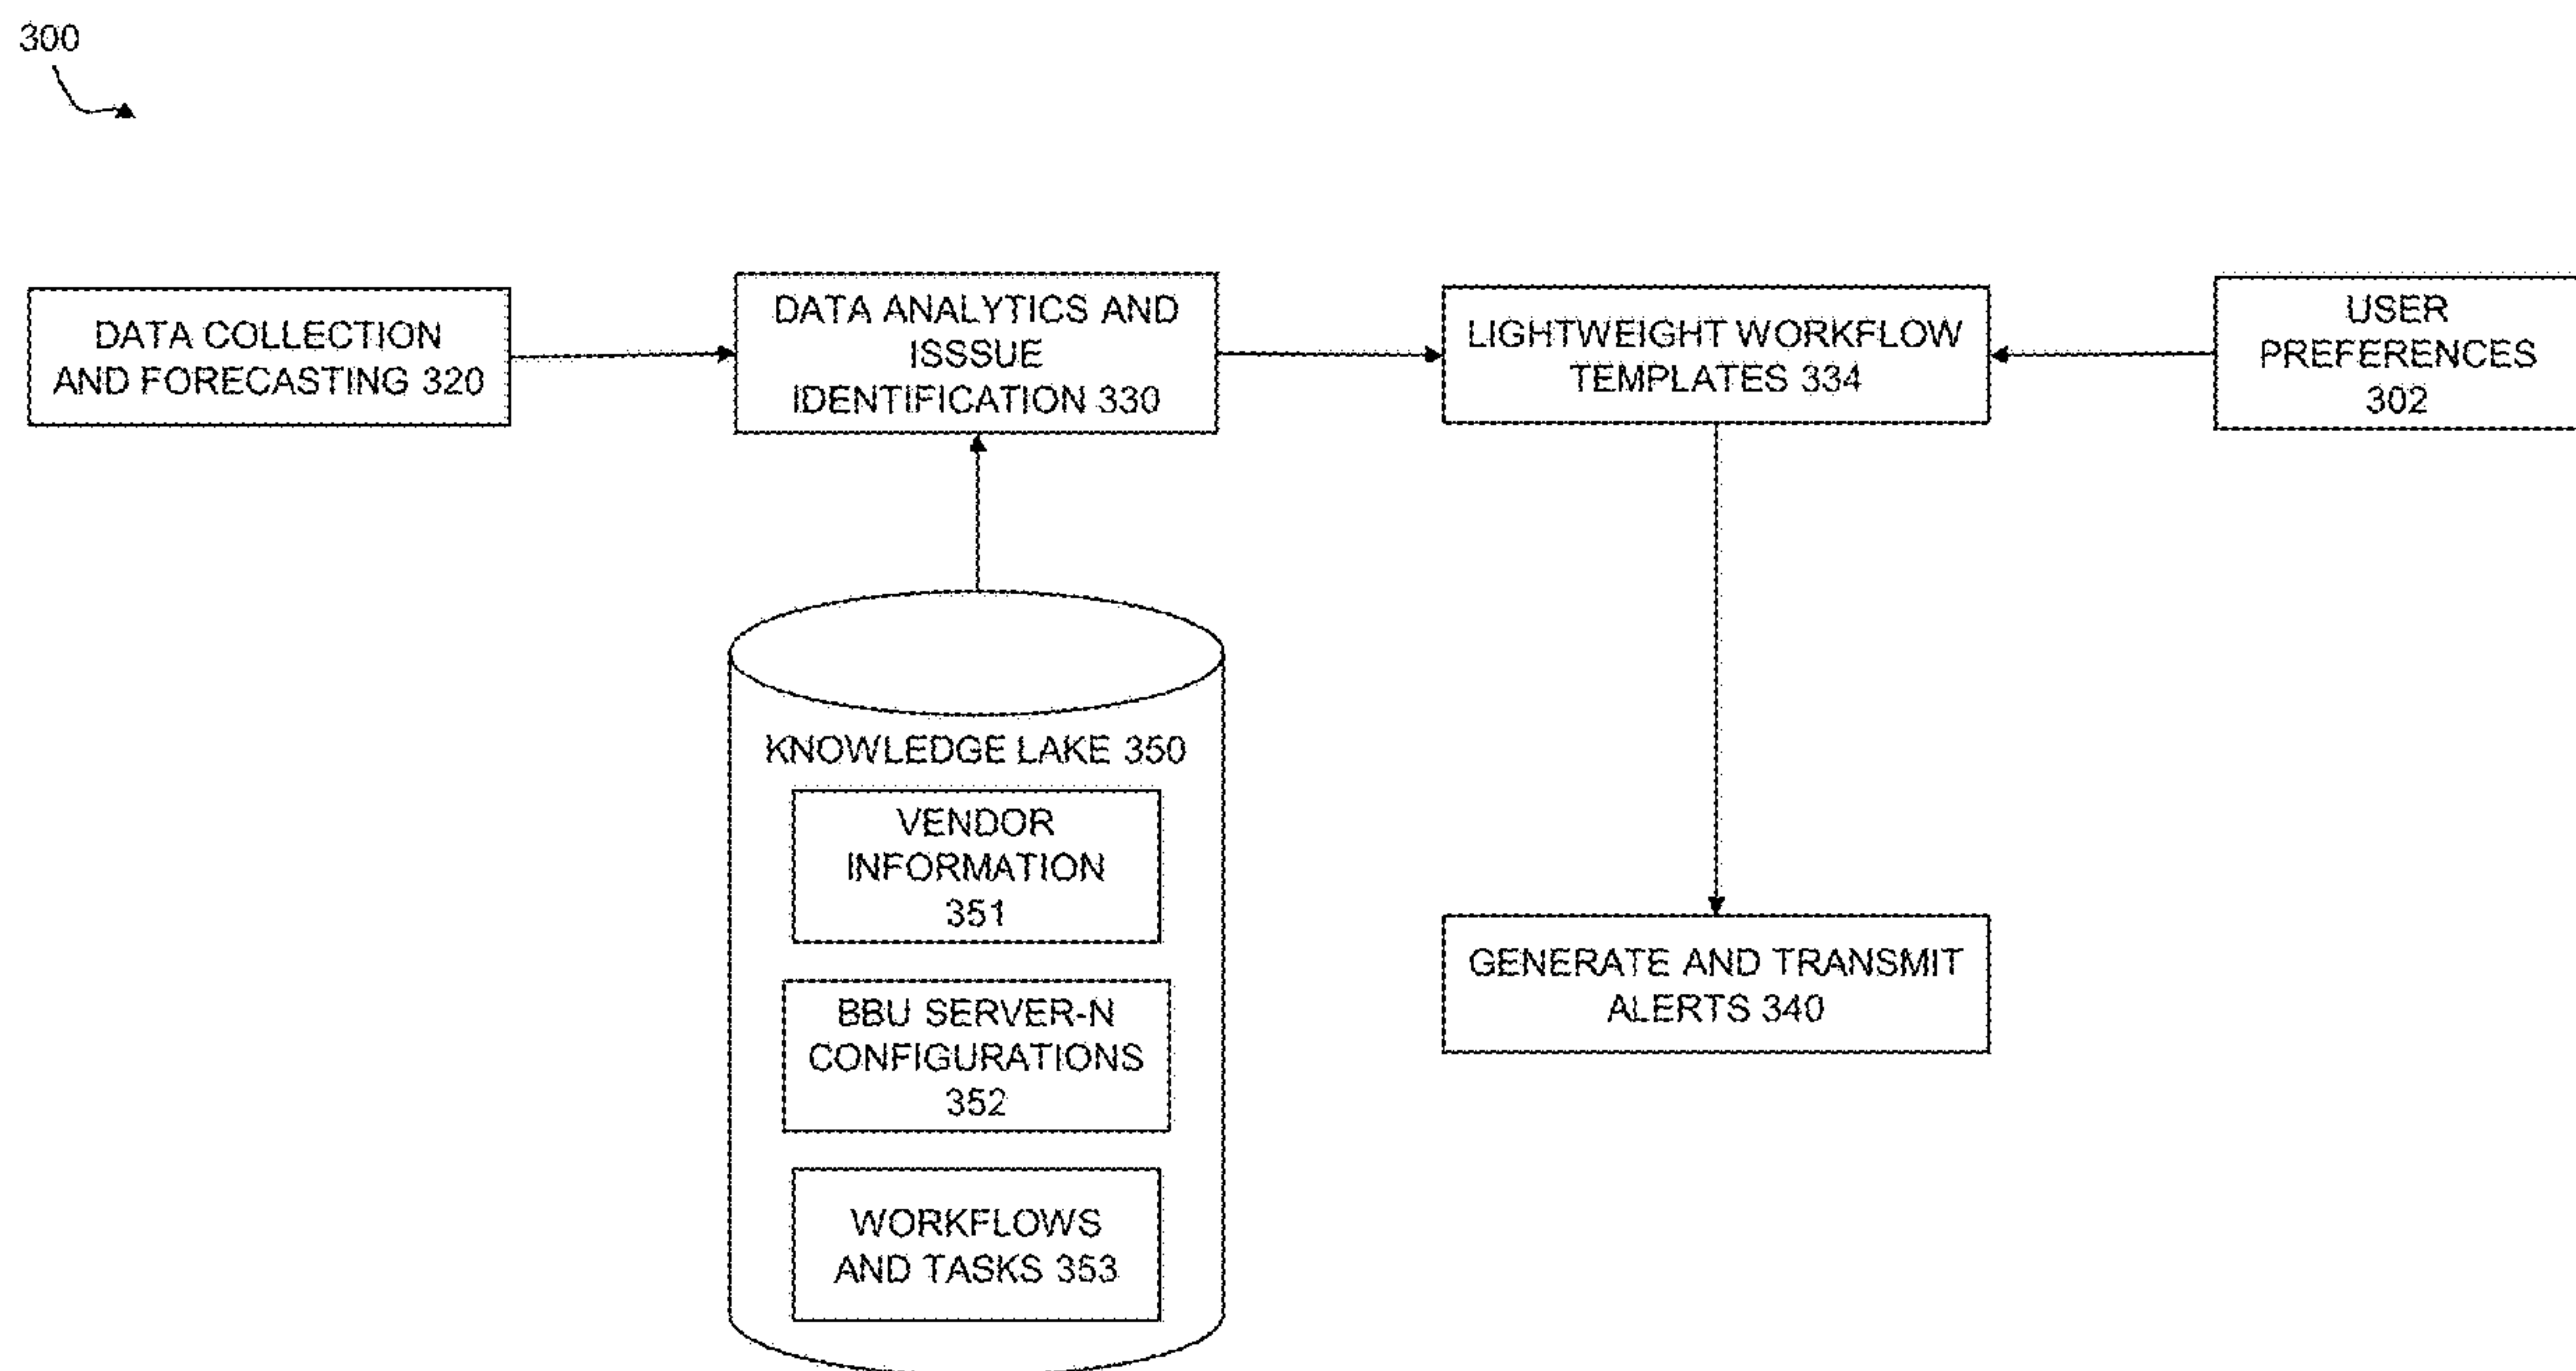 300
DATA COLLECTION
AND FORECASTING 320
DATA ANALYTICS AND
ISSSUE
IDENTIFICATION 330
LIGHTWEIGHT WORKFLOW
TEMPLATES 334
USER
PREFERENCES
302
KNOWLEDGE LAKE 350
VENDOR
INFORMATION
351
BBU SERVER-N
CONFIGURATIONS
352
WORKFLOWS
AND TASKS 353
GENERATE AND TRANSMIT
ALERTS 340